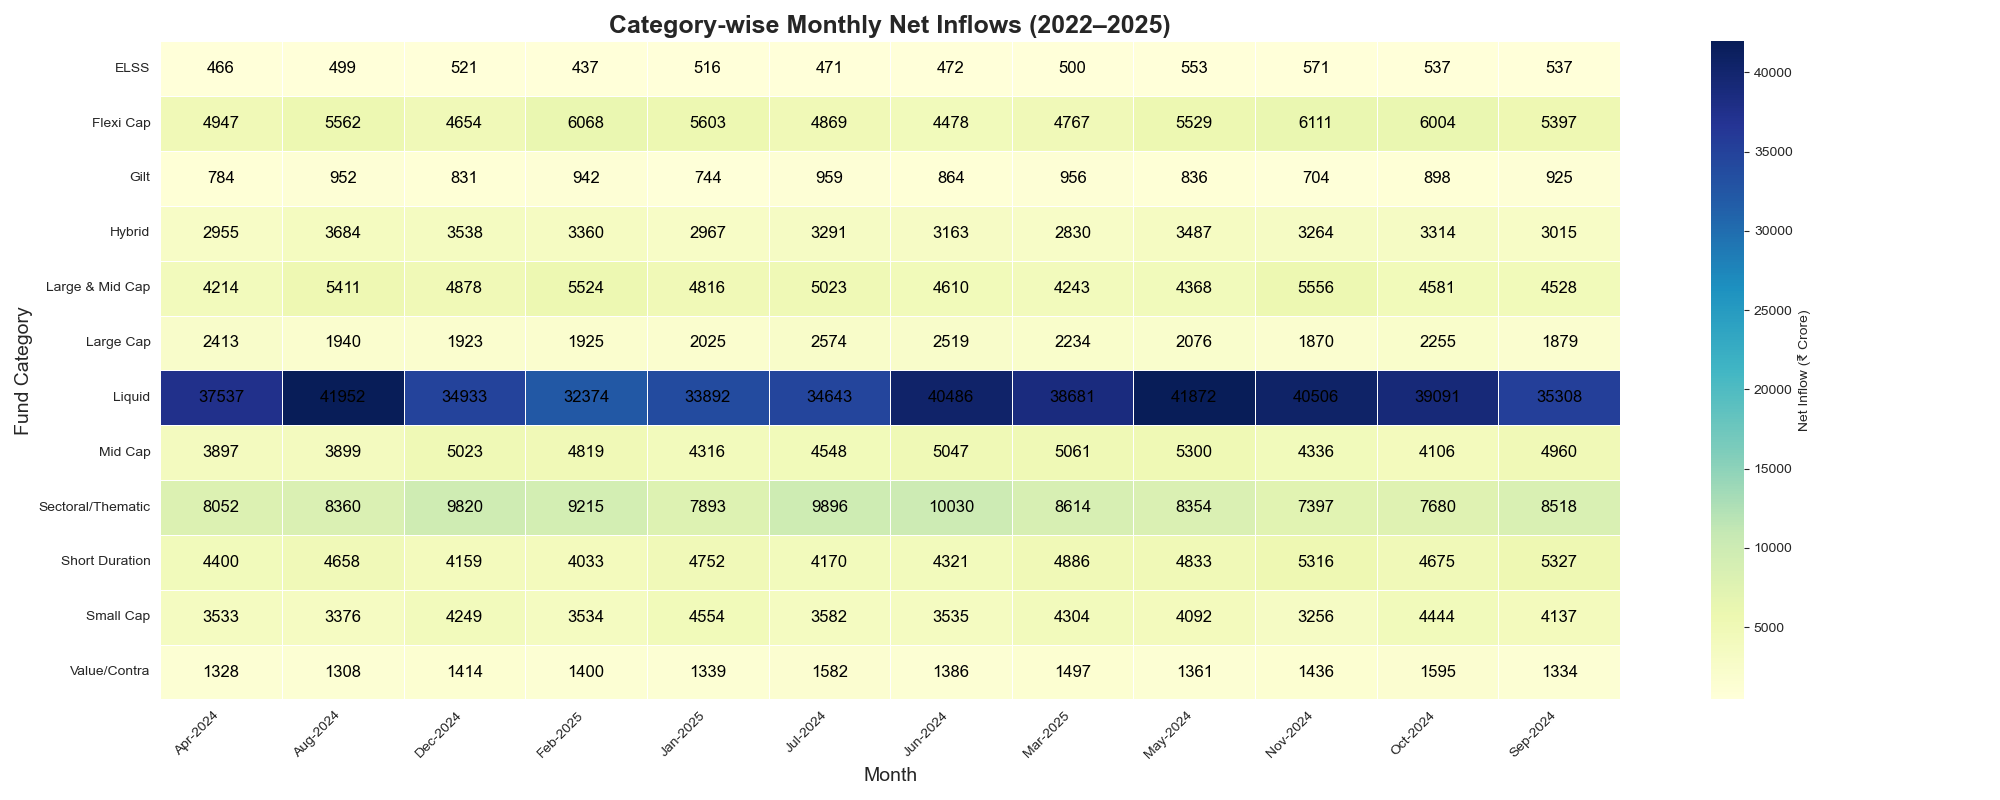 Category-wise Monthly Net Inflows (2022–2025)
ELSS 466 499 521 437 516 471 472 500 553 571 537 537
Flexi Cap 4947 5562 4654 6068 5603 4869 4478 4767 5529 6111 6004 5397
Gilt 784 952 831 942 744 959 864 956 836 704 898 925
Hybrid 2955 3684 3538 3360 2967 3291 3163 2830 3487 3264 3314 3015
Large & Mid Cap 4214 5411 4878 5524 4816 5023 4610 4243 4368 5556 4581 4528
Large Cap 2413 1940 1923 1925 2025 2574 2519 2234 2076 1870 2255 1879
Liquid 37537 41952 34933 32374 33892 34643 40486 38681 41872 40506 39091 35308
Mid Cap 3897 3899 5023 4819 4316 4548 5047 5061 5300 4336 4106 4960
Sectoral/Thematic 8052 8360 9820 9215 7893 9896 10030 8614 8354 7397 7680 8518
Short Duration 4400 4658 4159 4033 4752 4170 4321 4886 4833 5316 4675 5327
Small Cap 3533 3376 4249 3534 4554 3582 3535 4304 4092 3256 4444 4137
Value/Contra 1328 1308 1414 1400 1339 1582 1386 1497 1361 1436 1595 1334
Apr-2024 Aug-2024 Dec-2024 Feb-2025 Jan-2025 Jul-2024 Jun-2024 Mar-2025 May-2024 Nov-2024 Oct-2024 Sep-2024
Month
Fund Category
40000
35000
30000
25000
20000
15000
10000
5000
Net Inflow (₹ Crore)